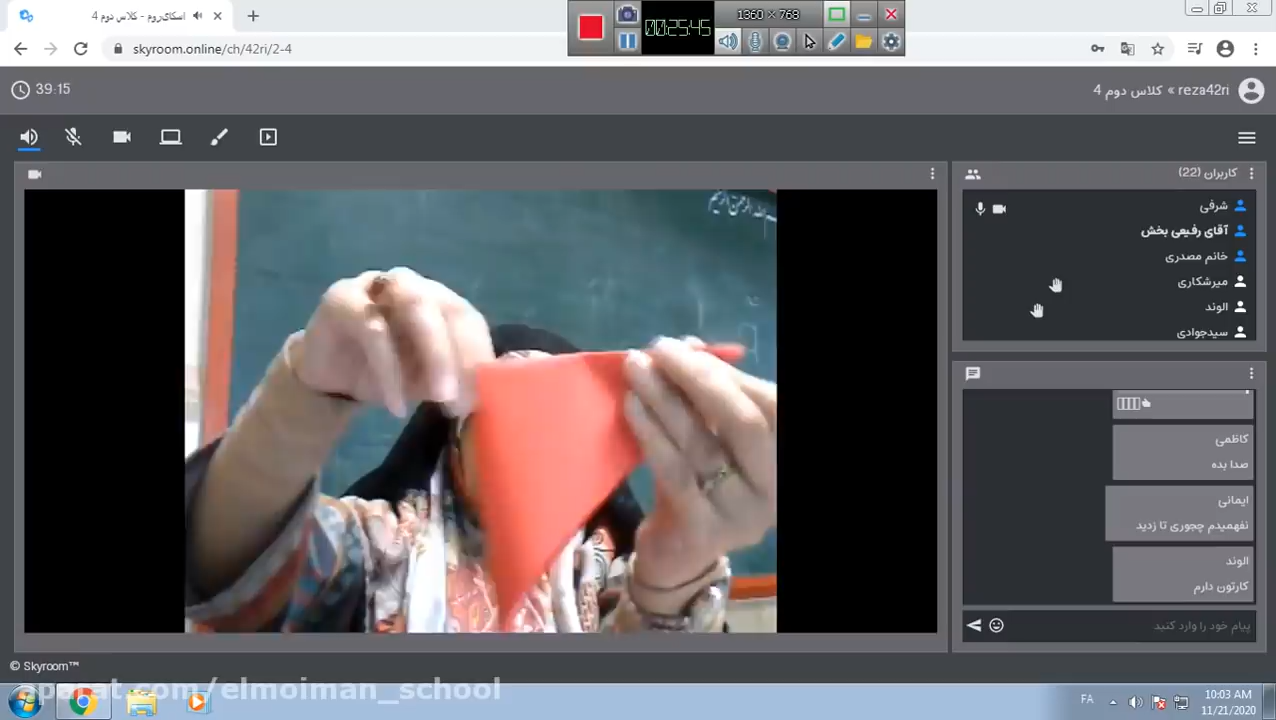 اسکای‌روم - کلاس دوم 4
00:25:45
1360 × 768
skyroom.online/ch/42ri/2-4
39:15
reza42ri » کلاس دوم 4
کاربران (22)
شرفی
آقای رفیعی بخش
خانم مصدری
میرشکاری
الوند
سیدجوادی
کاظمی
صدا بده
ایمانی
نفهمیدم چجوری تا زدید
الوند
کارتون دارم
پیام خود را وارد کنید
© Skyroom™
aparat.com/elmoiman_school
FA
10:03 AM
11/21/2020